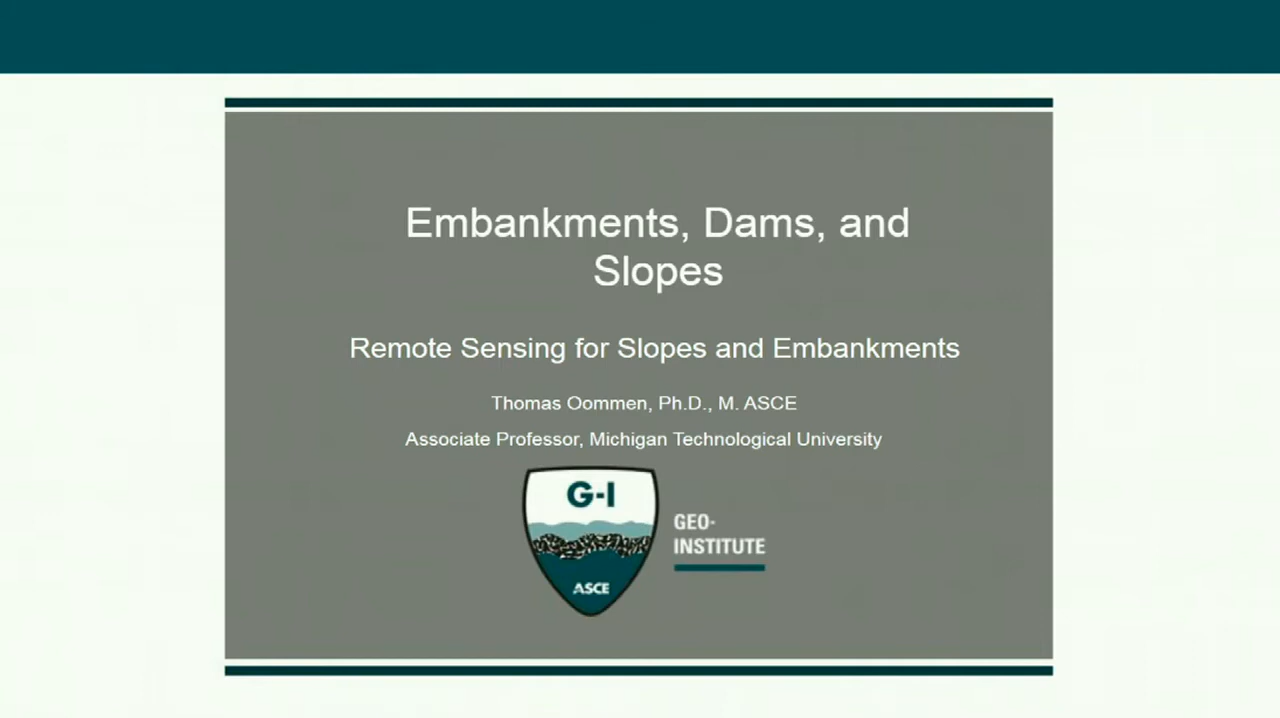 Embankments, Dams, and
Slopes
Remote Sensing for Slopes and Embankments
Thomas Oommen, Ph.D., M. ASCE
Associate Professor, Michigan Technological University
G-I
ASCE
GEO-
INSTITUTE